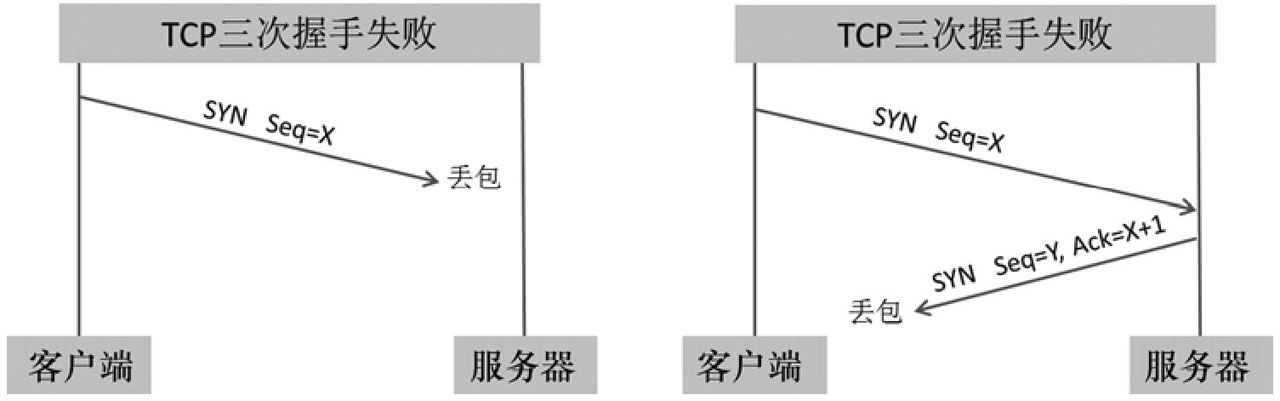 TCP三次握手失败
SYN Seq=X
丢包
客户端
服务器
TCP三次握手失败
SYN Seq=X
SYN Seq=Y, Ack=X+1
丢包
客户端
服务器